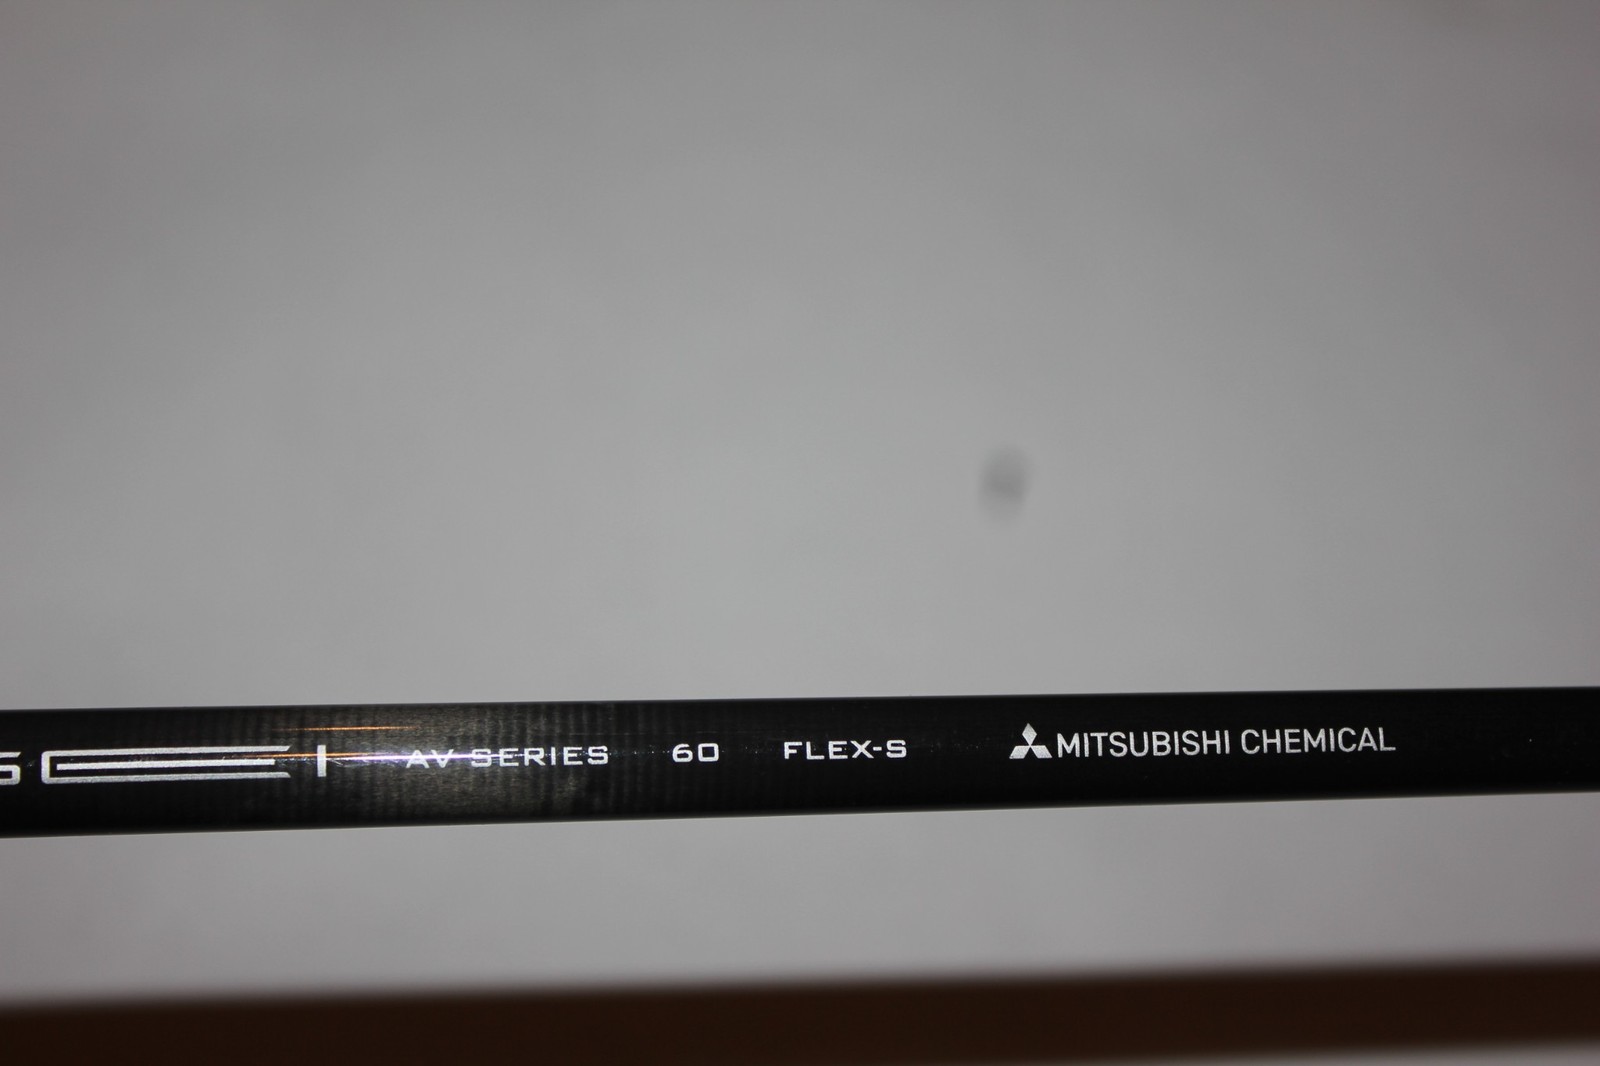 AV SERIES 60 FLEX-S MITSUBISHI CHEMICAL